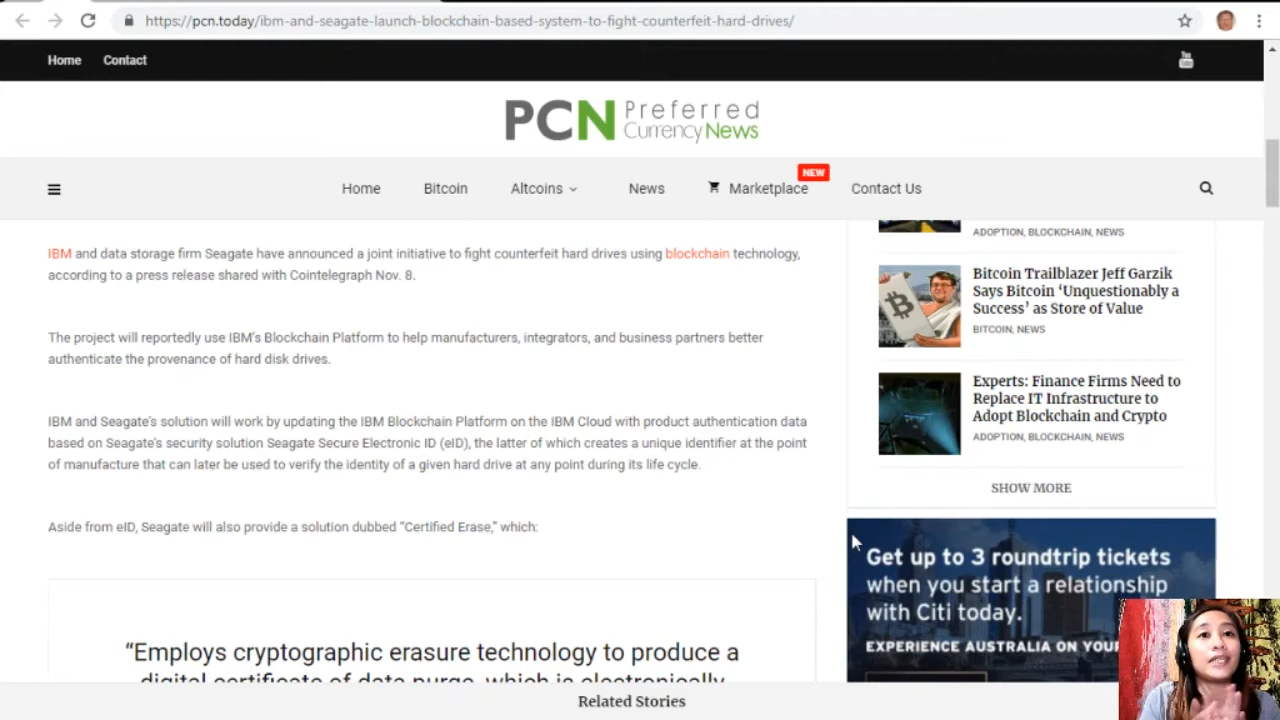 https://pcn.today/ibm-and-seagate-launch-blockchain-based-system-to-fight-counterfeit-hard-drives/
Home Contact
You Tube
PCN Preferred
Currency News
NEW
Home Bitcoin Altcoins News Marketplace Contact Us
IBM and data storage firm Seagate have announced a joint initiative to fight counterfeit hard drives using blockchain technology,
according to a press release shared with Cointelegraph Nov. 8.
The project will reportedly use IBM's Blockchain Platform to help manufacturers, integrators, and business partners better
authenticate the provenance of hard disk drives.
IBM and Seagate's solution will work by updating the IBM Blockchain Platform on the IBM Cloud with product authentication data
based on Seagate's security solution Seagate Secure Electronic ID (eID), the latter of which creates a unique identifier at the point
of manufacture that can later be used to verify the identity of a given hard drive at any point during its life cycle.
Aside from eID, Seagate will also provide a solution dubbed “Certified Erase,” which:
“Employs cryptographic erasure technology to produce a
digital certificate of data purge, which is electronically
ADOPTION, BLOCKCHAIN, NEWS
Bitcoin Trailblazer Jeff Garzik
Says Bitcoin ‘Unquestionably a
Success’ as Store of Value
BITCOIN, NEWS
Experts: Finance Firms Need to
Replace IT Infrastructure to
Adopt Blockchain and Crypto
ADOPTION, BLOCKCHAIN, NEWS
SHOW MORE
Get up to 3 roundtrip tickets
when you start a relationship
with Citi today.
EXPERIENCE AUSTRALIA ON YOUR
Related Stories